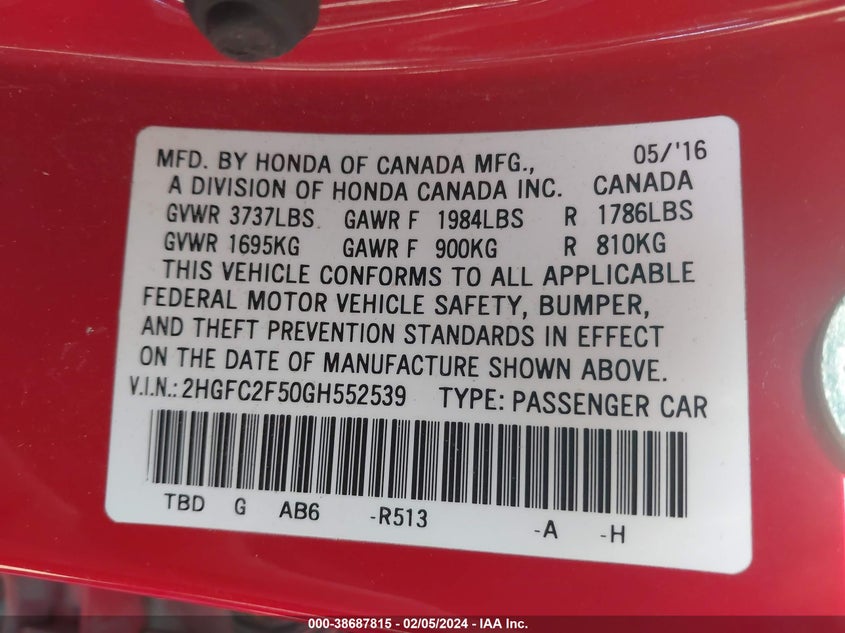 MFD. BY HONDA OF CANADA MFG., 05/'16
A DIVISION OF HONDA CANADA INC. CANADA
GVWR 3737LBS GAWR F 1984LBS R 1786LBS
GVWR 1695KG GAWR F 900KG R 810KG
THIS VEHICLE CONFORMS TO ALL APPLICABLE
FEDERAL MOTOR VEHICLE SAFETY, BUMPER,
AND THEFT PREVENTION STANDARDS IN EFFECT
ON THE DATE OF MANUFACTURE SHOWN ABOVE.
V.I.N.: 2HGFC2F50GH552539 TYPE: PASSENGER CAR
TBD G AB6 -R513 -A -H
000-38687815 - 02/05/2024 - IAA Inc.